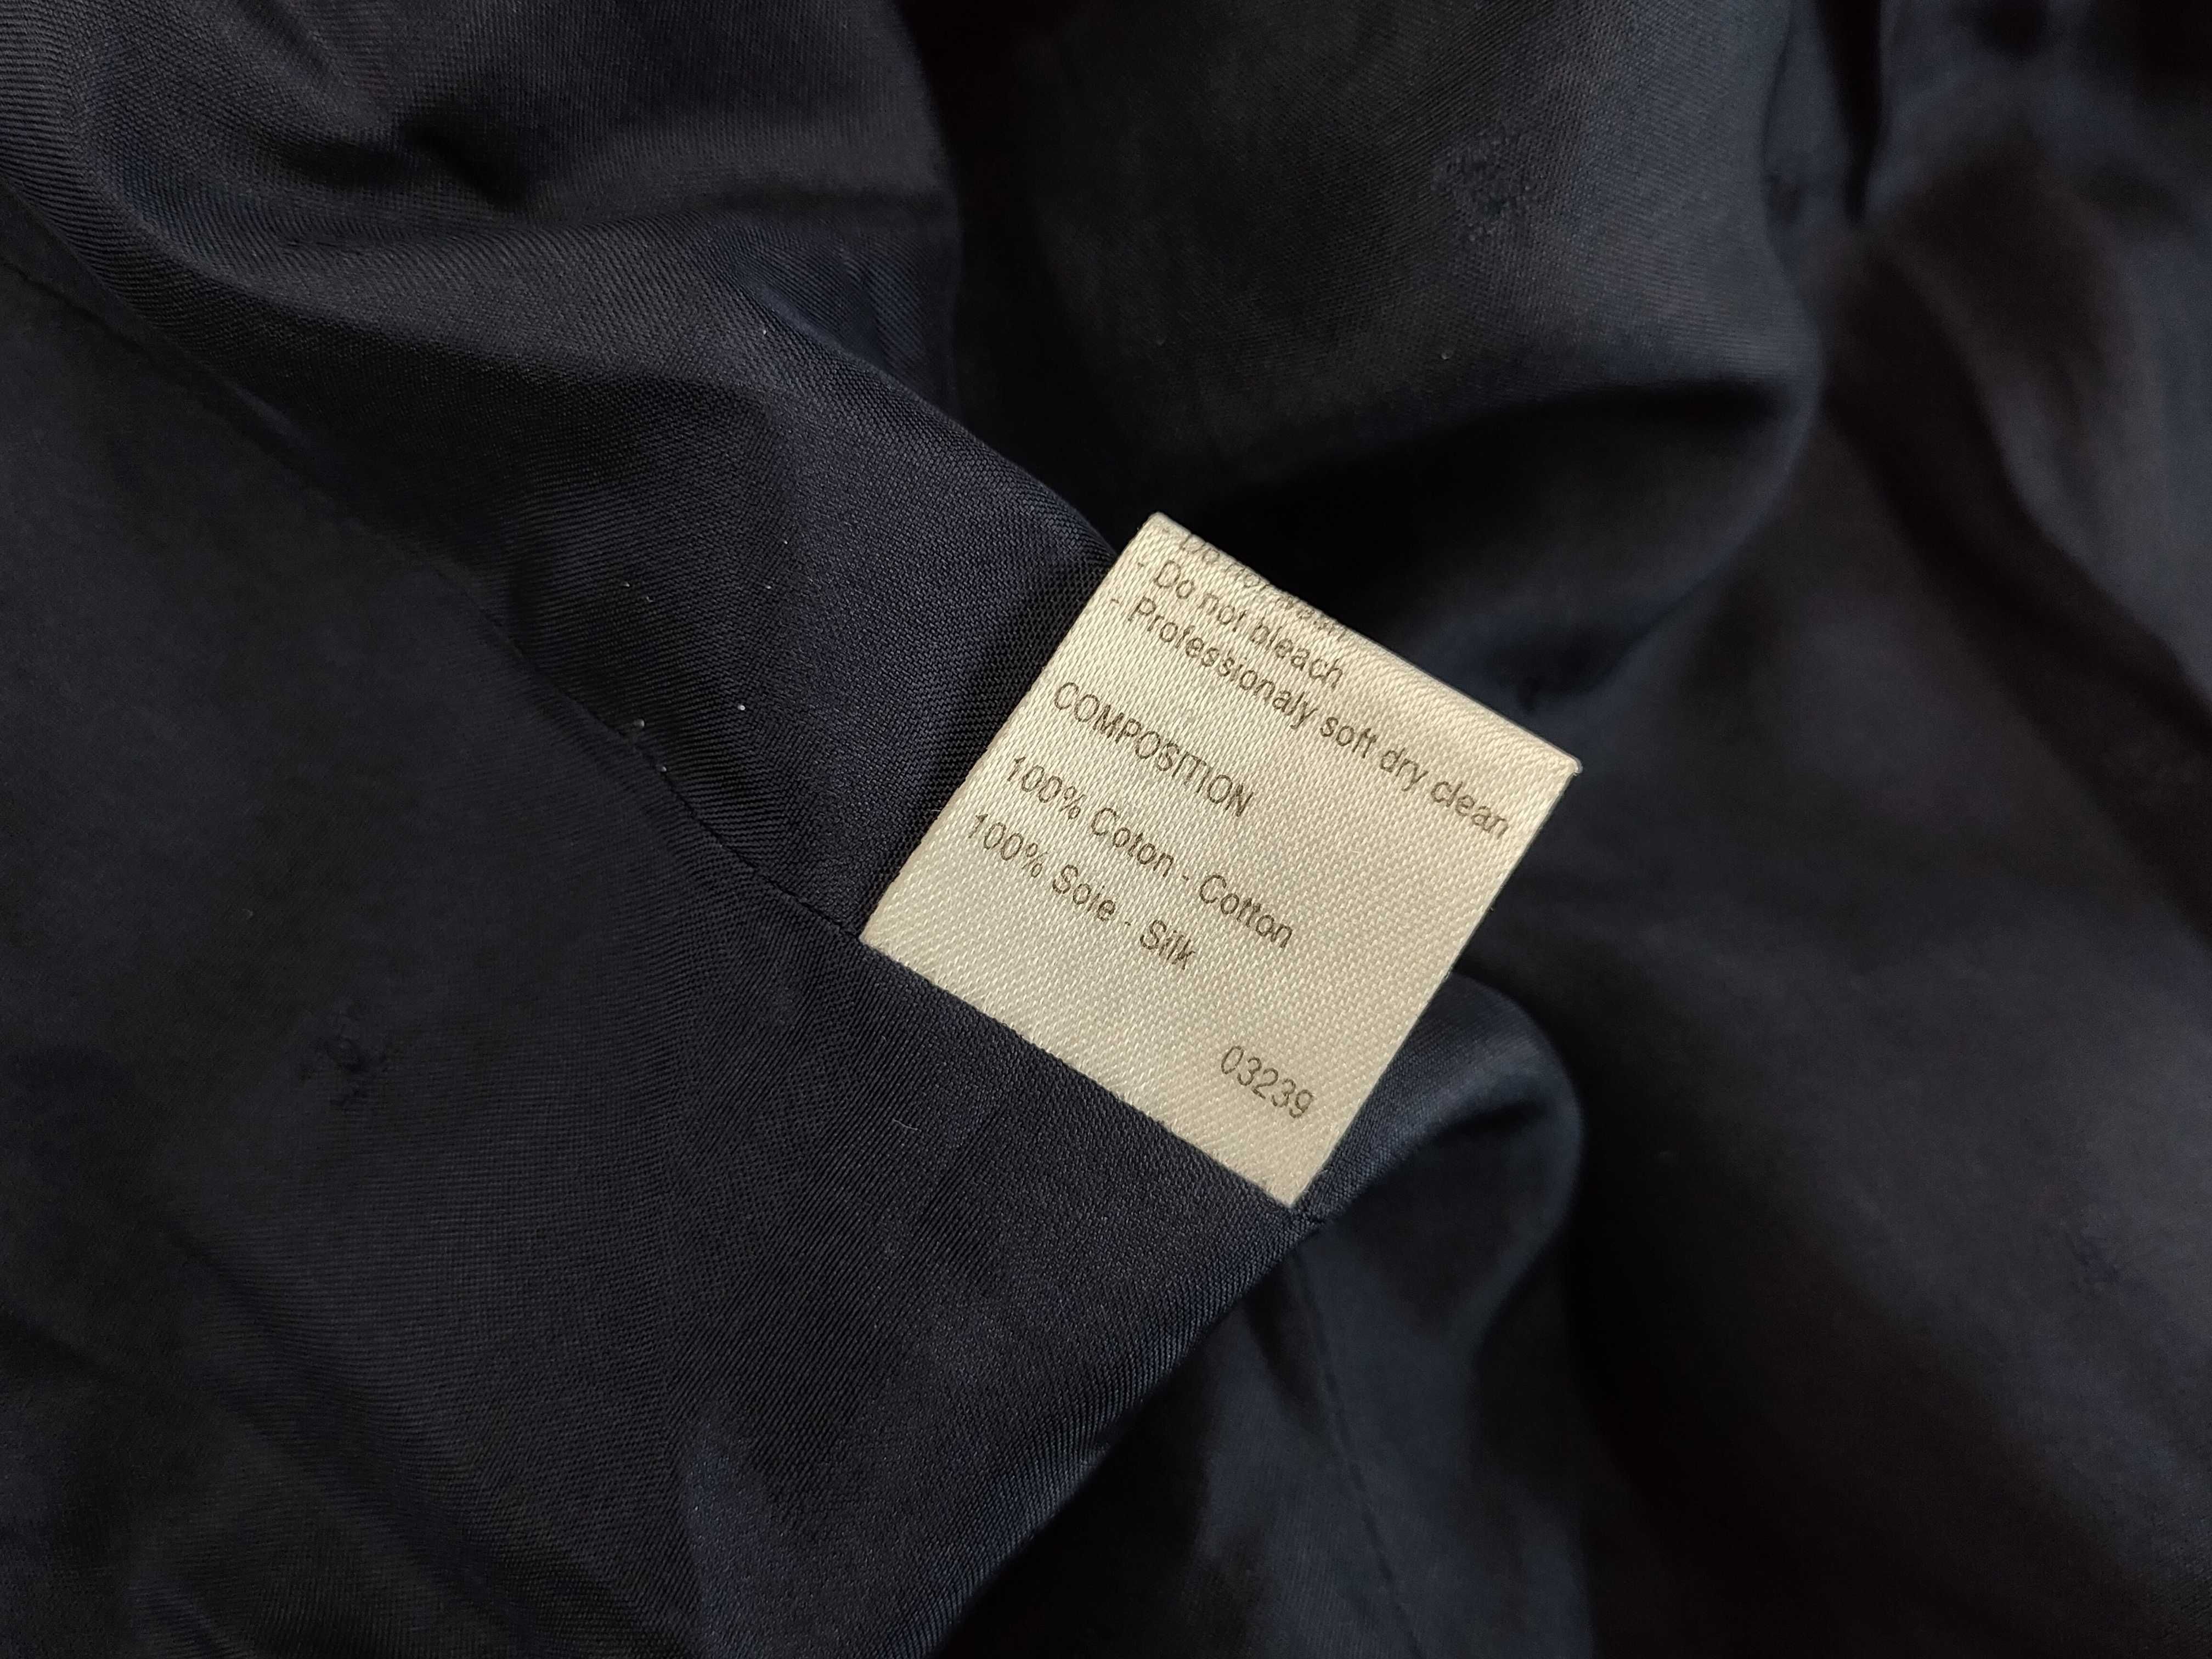 - Do not bleach
- Professionaly soft dry clean
COMPOSITION
100% Coton - Cotton
100% Soie - Silk
03239